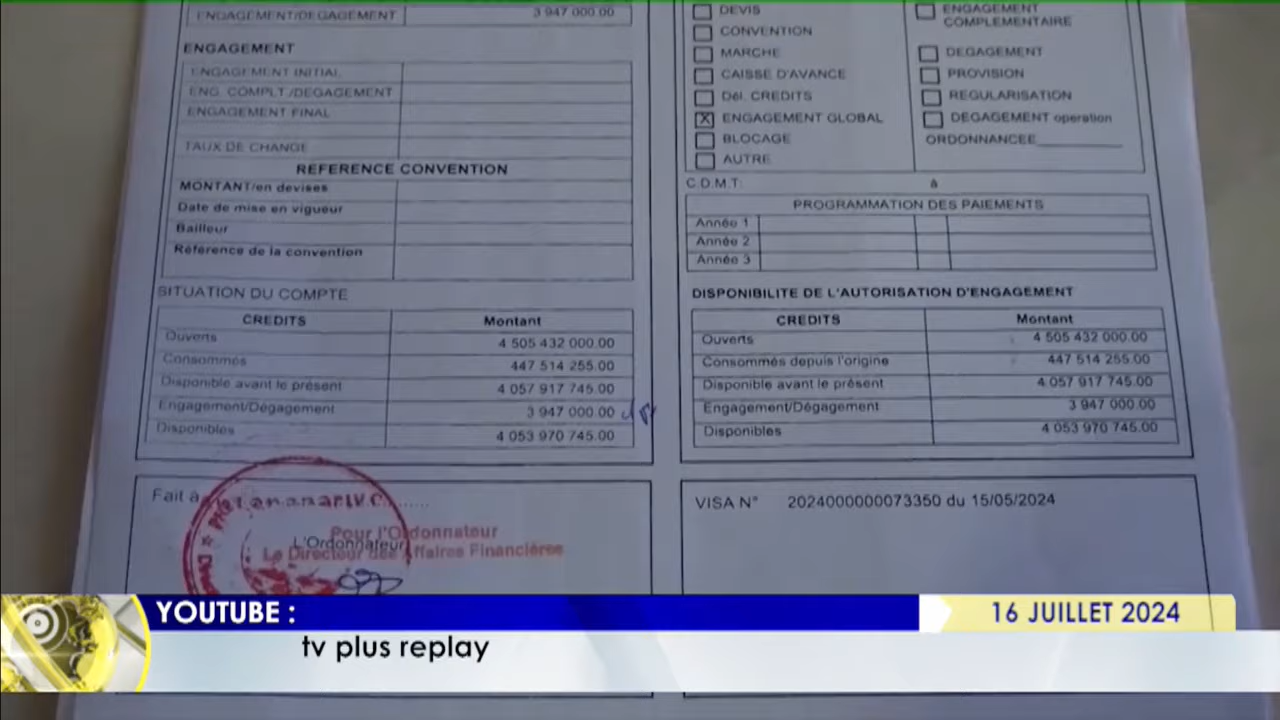 ENGAGEMENT/DEGAGEMENT 3 947 000.00
ENGAGEMENT
ENGAGEMENT INITIAL
ENG. COMPLT./DEGAGEMENT
ENGAGEMENT FINAL
TAUX DE CHANGE
REFERENCE CONVENTION
MONTANT/en devises
Date de mise en vigueur
Bailleur
Référence de la convention
SITUATION DU COMPTE
CREDITS Montant
Ouverts 4 505 432 000.00
Consommés 447 514 255.00
Disponible avant le présent 4 057 917 745.00
Engagement/Dégagement 3 947 000.00
Disponibles 4 053 970 745.00
Fait à
Pour l'Ordonnateur
L'Ordonnateur
Le Directeur des Affaires Financières
DEVIS
CONVENTION
MARCHE
CAISSE D'AVANCE
Dél. CREDITS
X ENGAGEMENT GLOBAL
BLOCAGE
AUTRE
ENGAGEMENT
COMPLEMENTAIRE
DEGAGEMENT
PROVISION
REGULARISATION
DEGAGEMENT operation
ORDONNANCEE
C.D.M.T: à
PROGRAMMATION DES PAIEMENTS
Année 1
Année 2
Année 3
DISPONIBILITE DE L'AUTORISATION D'ENGAGEMENT
CREDITS Montant
Ouverts 4 505 432 000.00
Consommés depuis l'origine 447 514 255.00
Disponible avant le présent 4 057 917 745.00
Engagement/Dégagement 3 947 000.00
Disponibles 4 053 970 745.00
VISA N° 2024000000073350 du 15/05/2024
YOUTUBE :
16 JUILLET 2024
tv plus replay